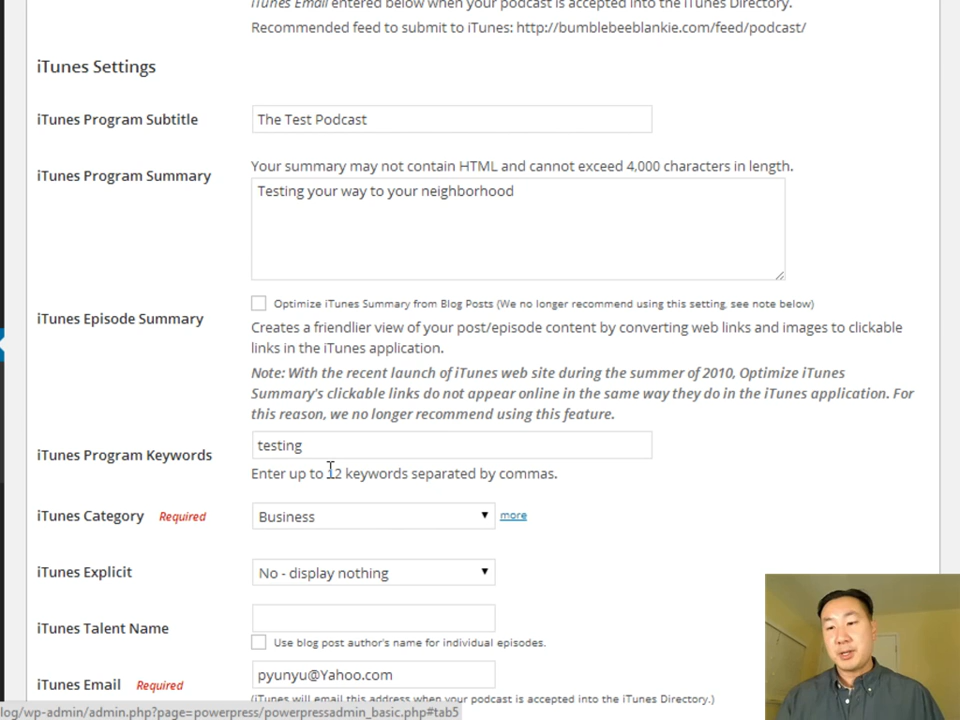 iTunes Email entered below when your podcast is accepted into the iTunes Directory.
Recommended feed to submit to iTunes: http://bumblebeeblankie.com/feed/podcast/
iTunes Settings
iTunes Program Subtitle
The Test Podcast
iTunes Program Summary
Your summary may not contain HTML and cannot exceed 4,000 characters in length.
Testing your way to your neighborhood
iTunes Episode Summary
Optimize iTunes Summary from Blog Posts (We no longer recommend using this setting, see note below)
Creates a friendlier view of your post/episode content by converting web links and images to clickable
links in the iTunes application.
Note: With the recent launch of iTunes web site during the summer of 2010, Optimize iTunes
Summary's clickable links do not appear online in the same way they do in the iTunes application. For
this reason, we no longer recommend using this feature.
iTunes Program Keywords
testing
Enter up to 12 keywords separated by commas.
iTunes Category Required
Business
more
iTunes Explicit
No - display nothing
iTunes Talent Name
Use blog post author's name for individual episodes.
iTunes Email Required
pyunyu@Yahoo.com
(iTunes will email this address when your podcast is accepted into the iTunes Directory.)
log/wp-admin/admin.php?page=powerpress/powerpressadmin_basic.php#tab5